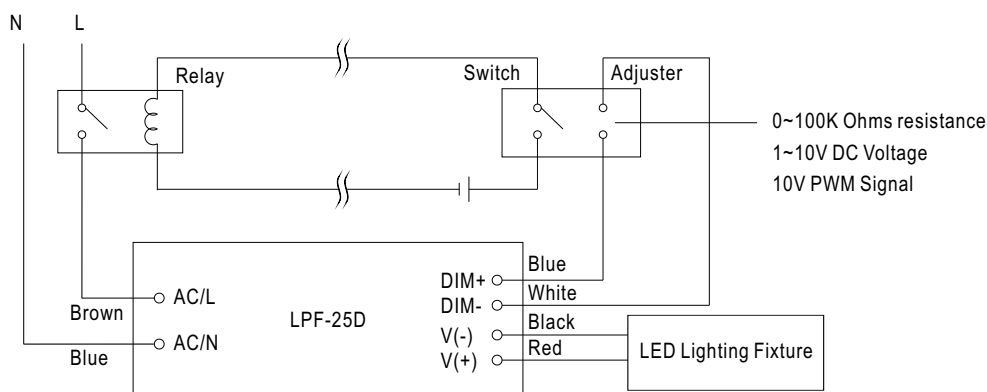 N L
Relay
Switch
Adjuster
0~100K Ohms resistance
1~10V DC Voltage
10V PWM Signal
Blue
DIM+
White
DIM-
AC/L
Brown
LPF-25D
Black
V(-)
AC/N
Blue
Red
V(+)
LED Lighting Fixture